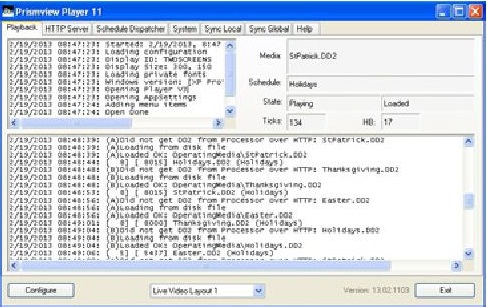 Prismview Player 11
Playback HTTP Server Schedule Dispatcher System Sync Local Sync Global Help
2/19/2013 08:47:23: Started: 2/19/2013, 8:47
2/19/2013 08:47:23: Loading configuration
2/19/2013 08:47:23: Display ID: TWOSCREENS
2/19/2013 08:47:23: Display Size: 300, 150
2/19/2013 08:47:23: Loading private fonts
2/19/2013 08:47:23: Windows version: Prof
2/19/2013 08:47:23: Opening Player VM
2/19/2013 08:47:23: Opening AppSettings
2/19/2013 08:47:24: Adding menu items
2/19/2013 08:47:24: Open Done
Media: StPatrick.DD2
Schedule: Holidays
State: Playing Loaded
Ticks: 134 HB: 17
2/19/2013 08:48:39: (A)Did not get DD2 from Processor over HTTP: StPatrick.DD2
2/19/2013 08:48:39: (A)Loading from disk file
2/19/2013 08:48:39: (A)Loaded OK: OperatingMedia\StPatrick.DD2
2/19/2013 08:48:48: 8] [ 8015] Holidays.DD2 (Holidays)
2/19/2013 08:48:48: (B)Did not get DD2 from Processor over HTTP: Thanksgiving.DD2
2/19/2013 08:48:48: (B)Loading from disk file
2/19/2013 08:48:48: (B)Loaded OK: OperatingMedia\Thanksgiving.DD2
2/19/2013 08:48:53: 8] [ 8015] StPatrick.DD2 (Holidays)
2/19/2013 08:48:56: (A)Did not get DD2 from Processor over HTTP: Easter.DD2
2/19/2013 08:48:56: (A)Loading from disk file
2/19/2013 08:48:56: (A)Loaded OK: OperatingMedia\Easter.DD2
2/19/2013 08:49:01: 8] [ 8000] Thanksgiving.DD2 (Holidays)
2/19/2013 08:49:04: (B)Did not get DD2 from Processor over HTTP: Holidays.DD2
2/19/2013 08:49:04: (B)Loading from disk file
2/19/2013 08:49:04: (B)Loaded OK: OperatingMedia\Holidays.DD2
2/19/2013 08:49:06: 5] [ 5437] Easter.DD2 (Holidays)
Configure Live Video Layout 1 Version: 13.02.1103 Exit